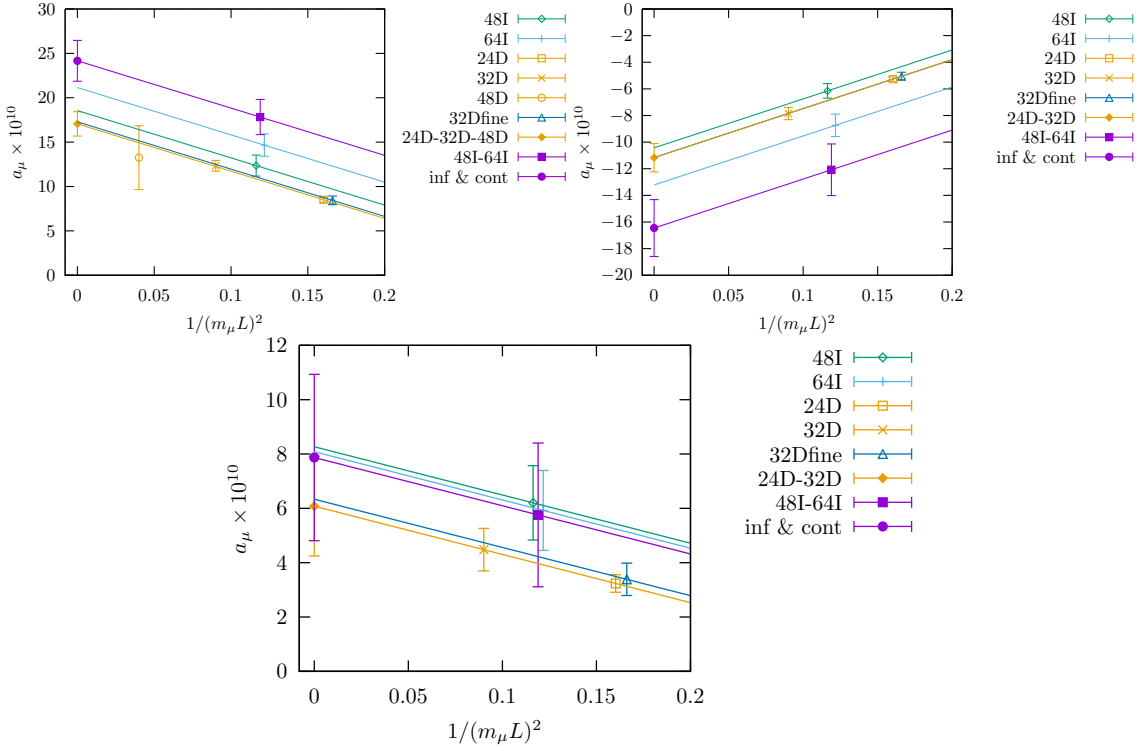 30
25
20
15
10
5
0
0
0.05
0.1
0.15
0.2
a_μ × 10^10
1/(m_μ L)^2
48I
64I
24D
32D
48D
32Dfine
24D-32D-48D
48I-64I
inf & cont
0
−2
−4
−6
−8
−10
−12
−14
−16
−18
−20
0
0.05
0.1
0.15
0.2
a_μ × 10^10
1/(m_μ L)^2
48I
64I
24D
32D
32Dfine
24D-32D
48I-64I
inf & cont
12
10
8
6
4
2
0
0
0.05
0.1
0.15
0.2
a_μ × 10^10
1/(m_μ L)^2
48I
64I
24D
32D
32Dfine
24D-32D
48I-64I
inf & cont